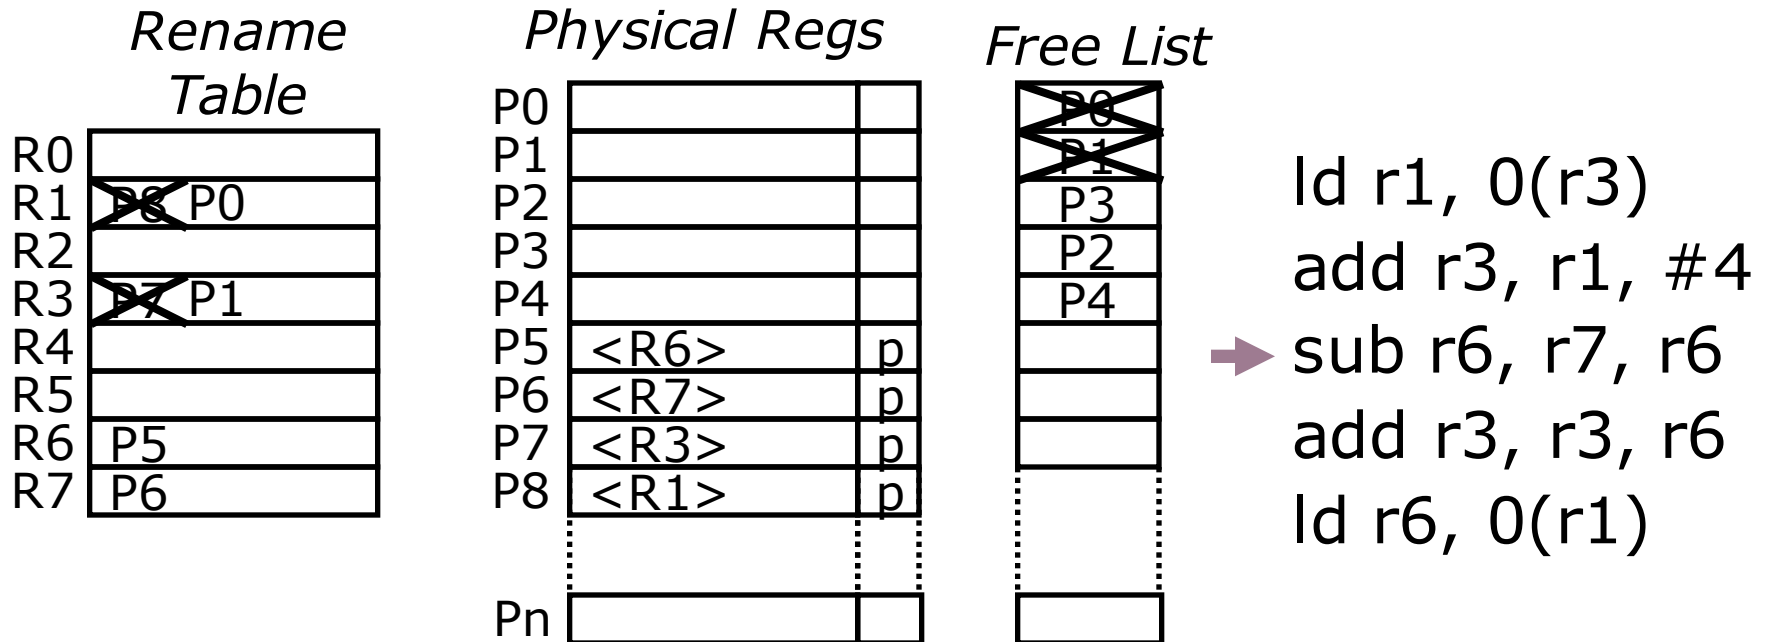 Rename
Table
R0
R1 P8 P0
R2
R3 P7 P1
R4
R5
R6 P5
R7 P6
Physical Regs
P0
P1
P2
P3
P4
P5 <R6> p
P6 <R7> p
P7 <R3> p
P8 <R1> p
Pn
Free List
P0
P1
P3
P2
P4
ld r1, 0(r3)
add r3, r1, #4
sub r6, r7, r6
add r3, r3, r6
ld r6, 0(r1)